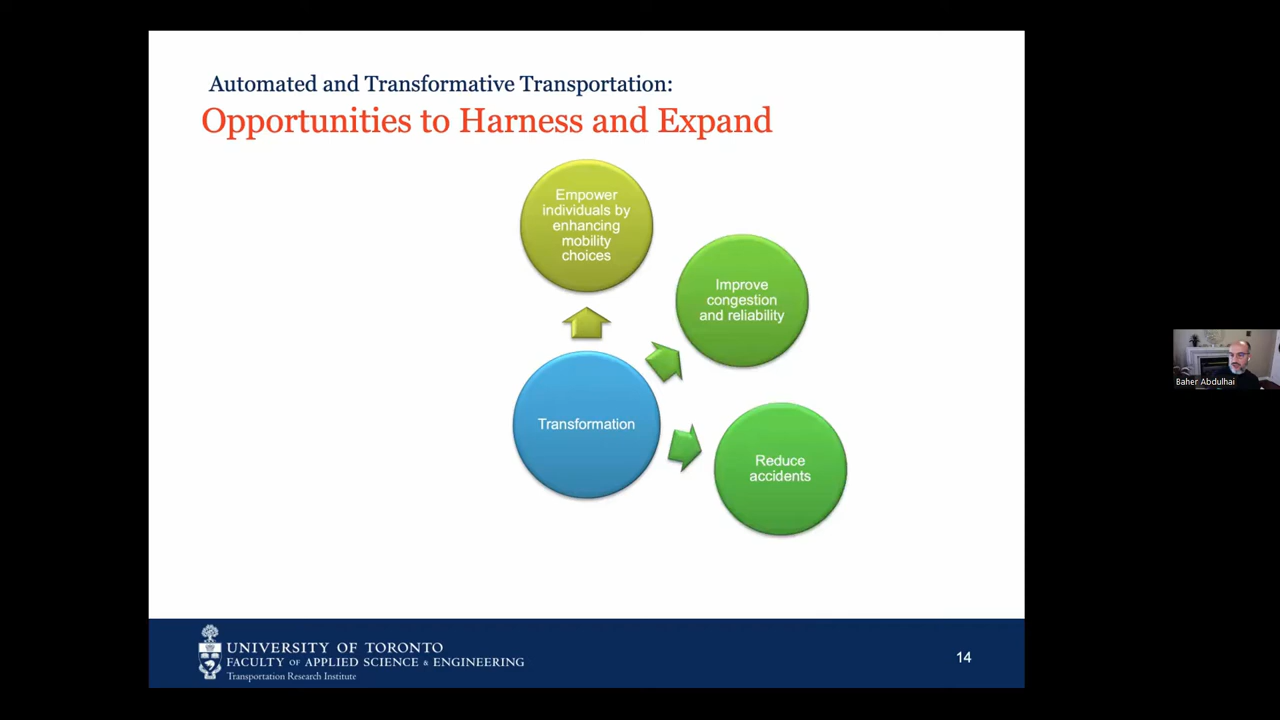 Automated and Transformative Transportation:
Opportunities to Harness and Expand
Empower
individuals by
enhancing
mobility
choices
Improve
congestion
and reliability
Transformation
Reduce
accidents
Baher Abdulhai
UNIVERSITY OF TORONTO
FACULTY OF APPLIED SCIENCE & ENGINEERING
Transportation Research Institute
14